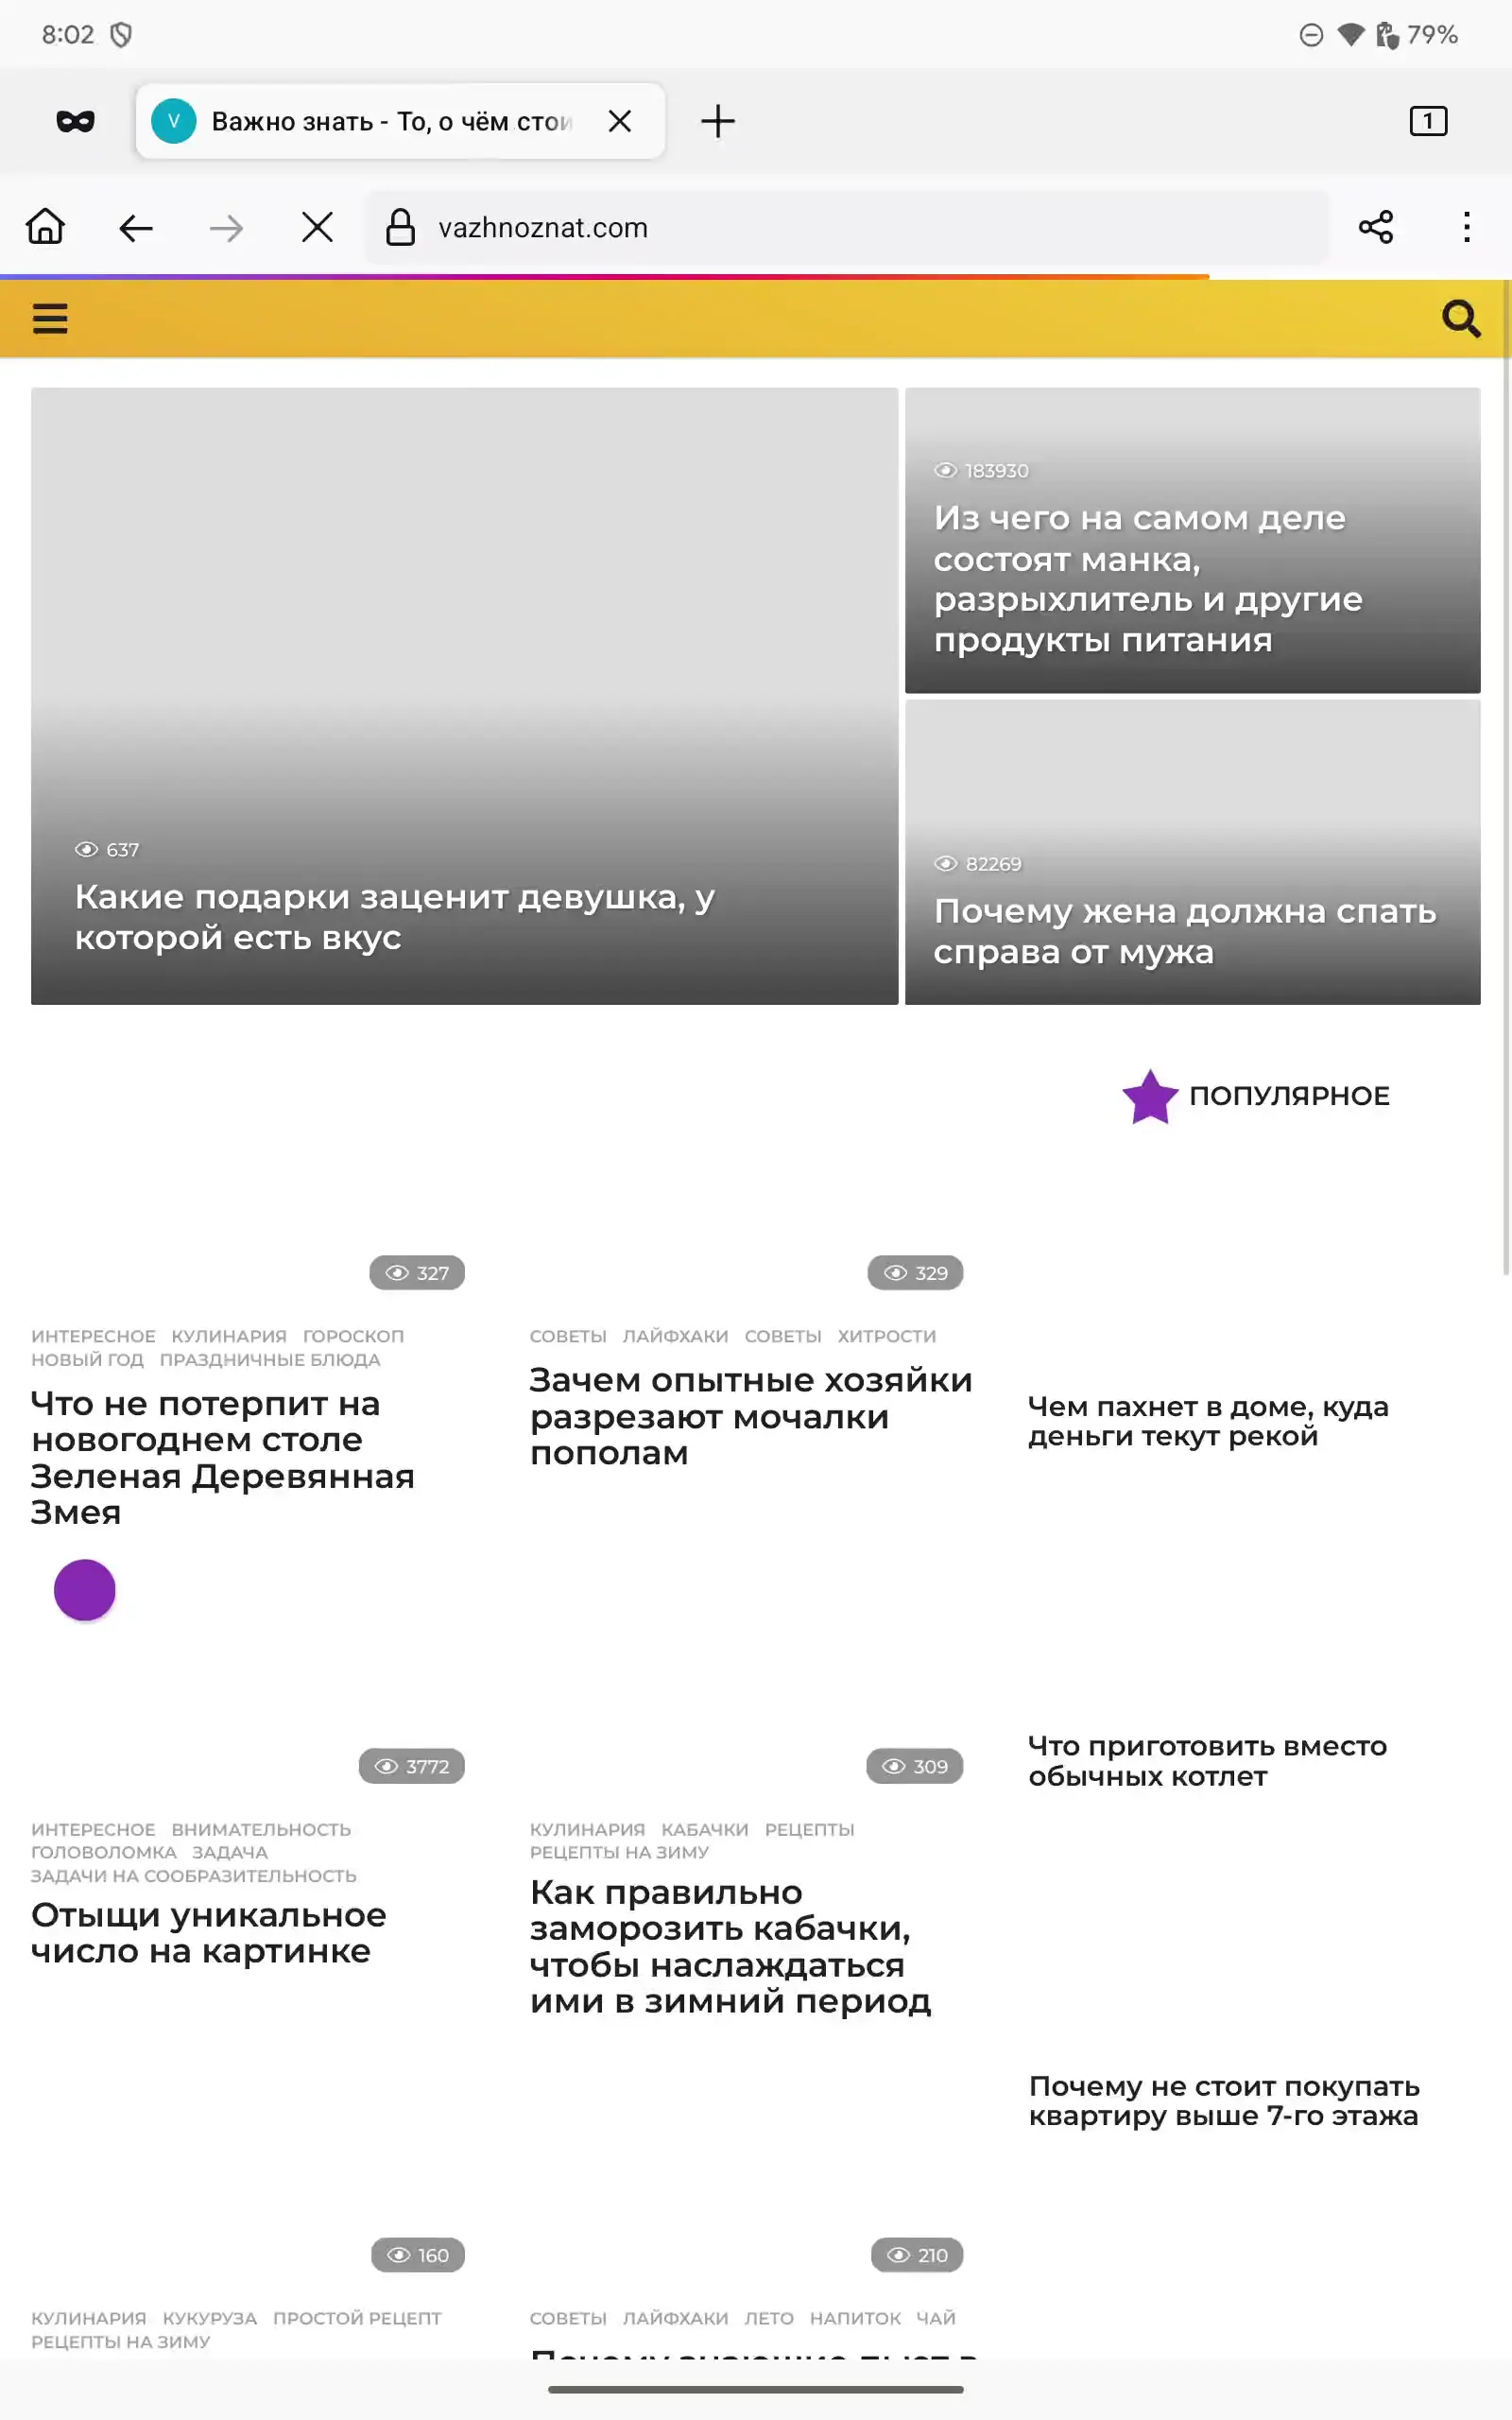 8:02
79%
V
Важно знать - То, о чём стои
1
vazhnoznat.com
637
Какие подарки заценит девушка, у
которой есть вкус
183930
Из чего на самом деле
состоят манка,
разрыхлитель и другие
продукты питания
82269
Почему жена должна спать
справа от мужа
327
ИНТЕРЕСНОЕ КУЛИНАРИЯ ГОРОСКОП
НОВЫЙ ГОД ПРАЗДНИЧНЫЕ БЛЮДА
Что не потерпит на
новогоднем столе
Зеленая Деревянная
Змея
329
СОВЕТЫ ЛАЙФХАКИ СОВЕТЫ ХИТРОСТИ
Зачем опытные хозяйки
разрезают мочалки
пополам
3772
ИНТЕРЕСНОЕ ВНИМАТЕЛЬНОСТЬ
ГОЛОВОЛОМКА ЗАДАЧА
ЗАДАЧИ НА СООБРАЗИТЕЛЬНОСТЬ
Отыщи уникальное
число на картинке
309
КУЛИНАРИЯ КАБАЧКИ РЕЦЕПТЫ
РЕЦЕПТЫ НА ЗИМУ
Как правильно
заморозить кабачки,
чтобы наслаждаться
ими в зимний период
160
КУЛИНАРИЯ КУКУРУЗА ПРОСТОЙ РЕЦЕПТ
РЕЦЕПТЫ НА ЗИМУ
210
СОВЕТЫ ЛАЙФХАКИ ЛЕТО НАПИТОК ЧАЙ
ПОПУЛЯРНОЕ
Чем пахнет в доме, куда
деньги текут рекой
Что приготовить вместо
обычных котлет
Почему не стоит покупать
квартиру выше 7-го этажа